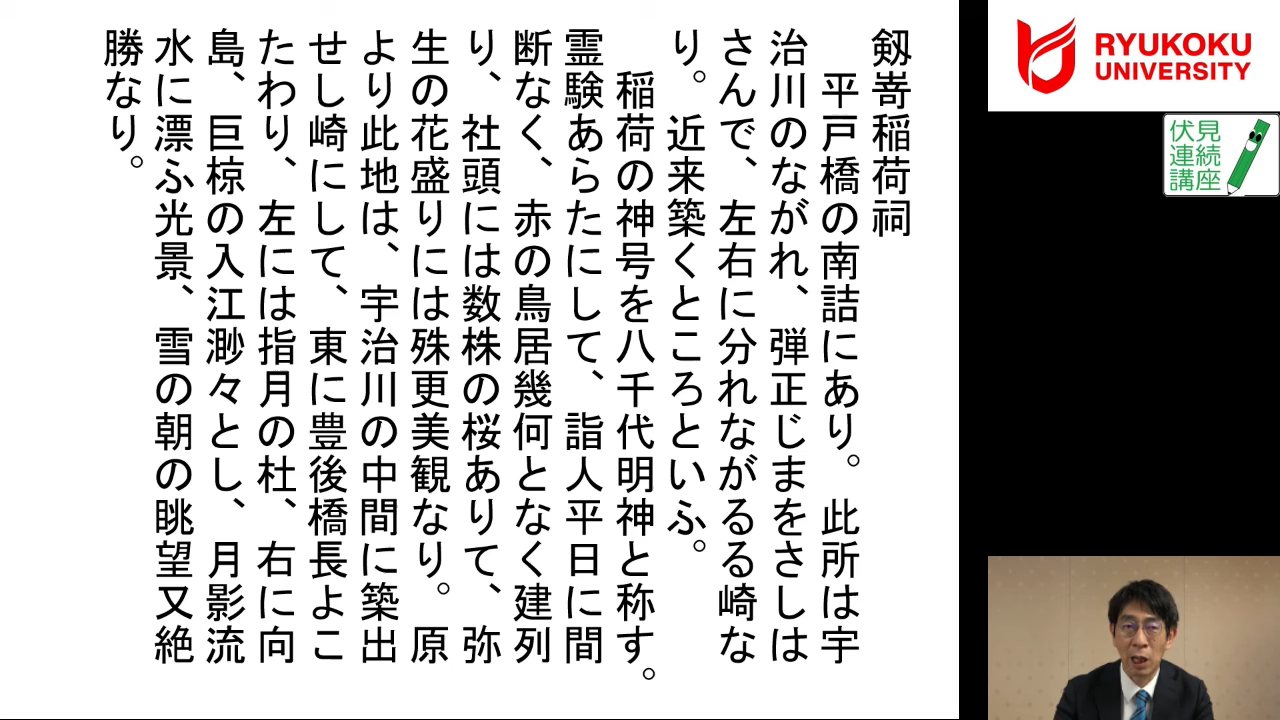 剱嵜稲荷祠
　平戸橋の南詰にあり。此所は宇
治川のながれ、弾正じまをさしは
さんで、左右に分れながるる崎な
り。近来築くところといふ。
　稲荷の神号を八千代明神と称す。
霊験あらたにして、詣人平日に間
断なく、赤の鳥居幾何となく建列
り、社頭には数株の桜ありて、弥
生の花盛りには殊更美観なり。原
より此地は、宇治川の中間に築出
せし崎にして、東に豊後橋長よこ
たわり、左には指月の杜、右に向
島、巨椋の入江渺々とし、月影流
水に漂ふ光景、雪の朝の眺望又絶
勝なり。
RYUKOKU
UNIVERSITY
伏見
連続
講座